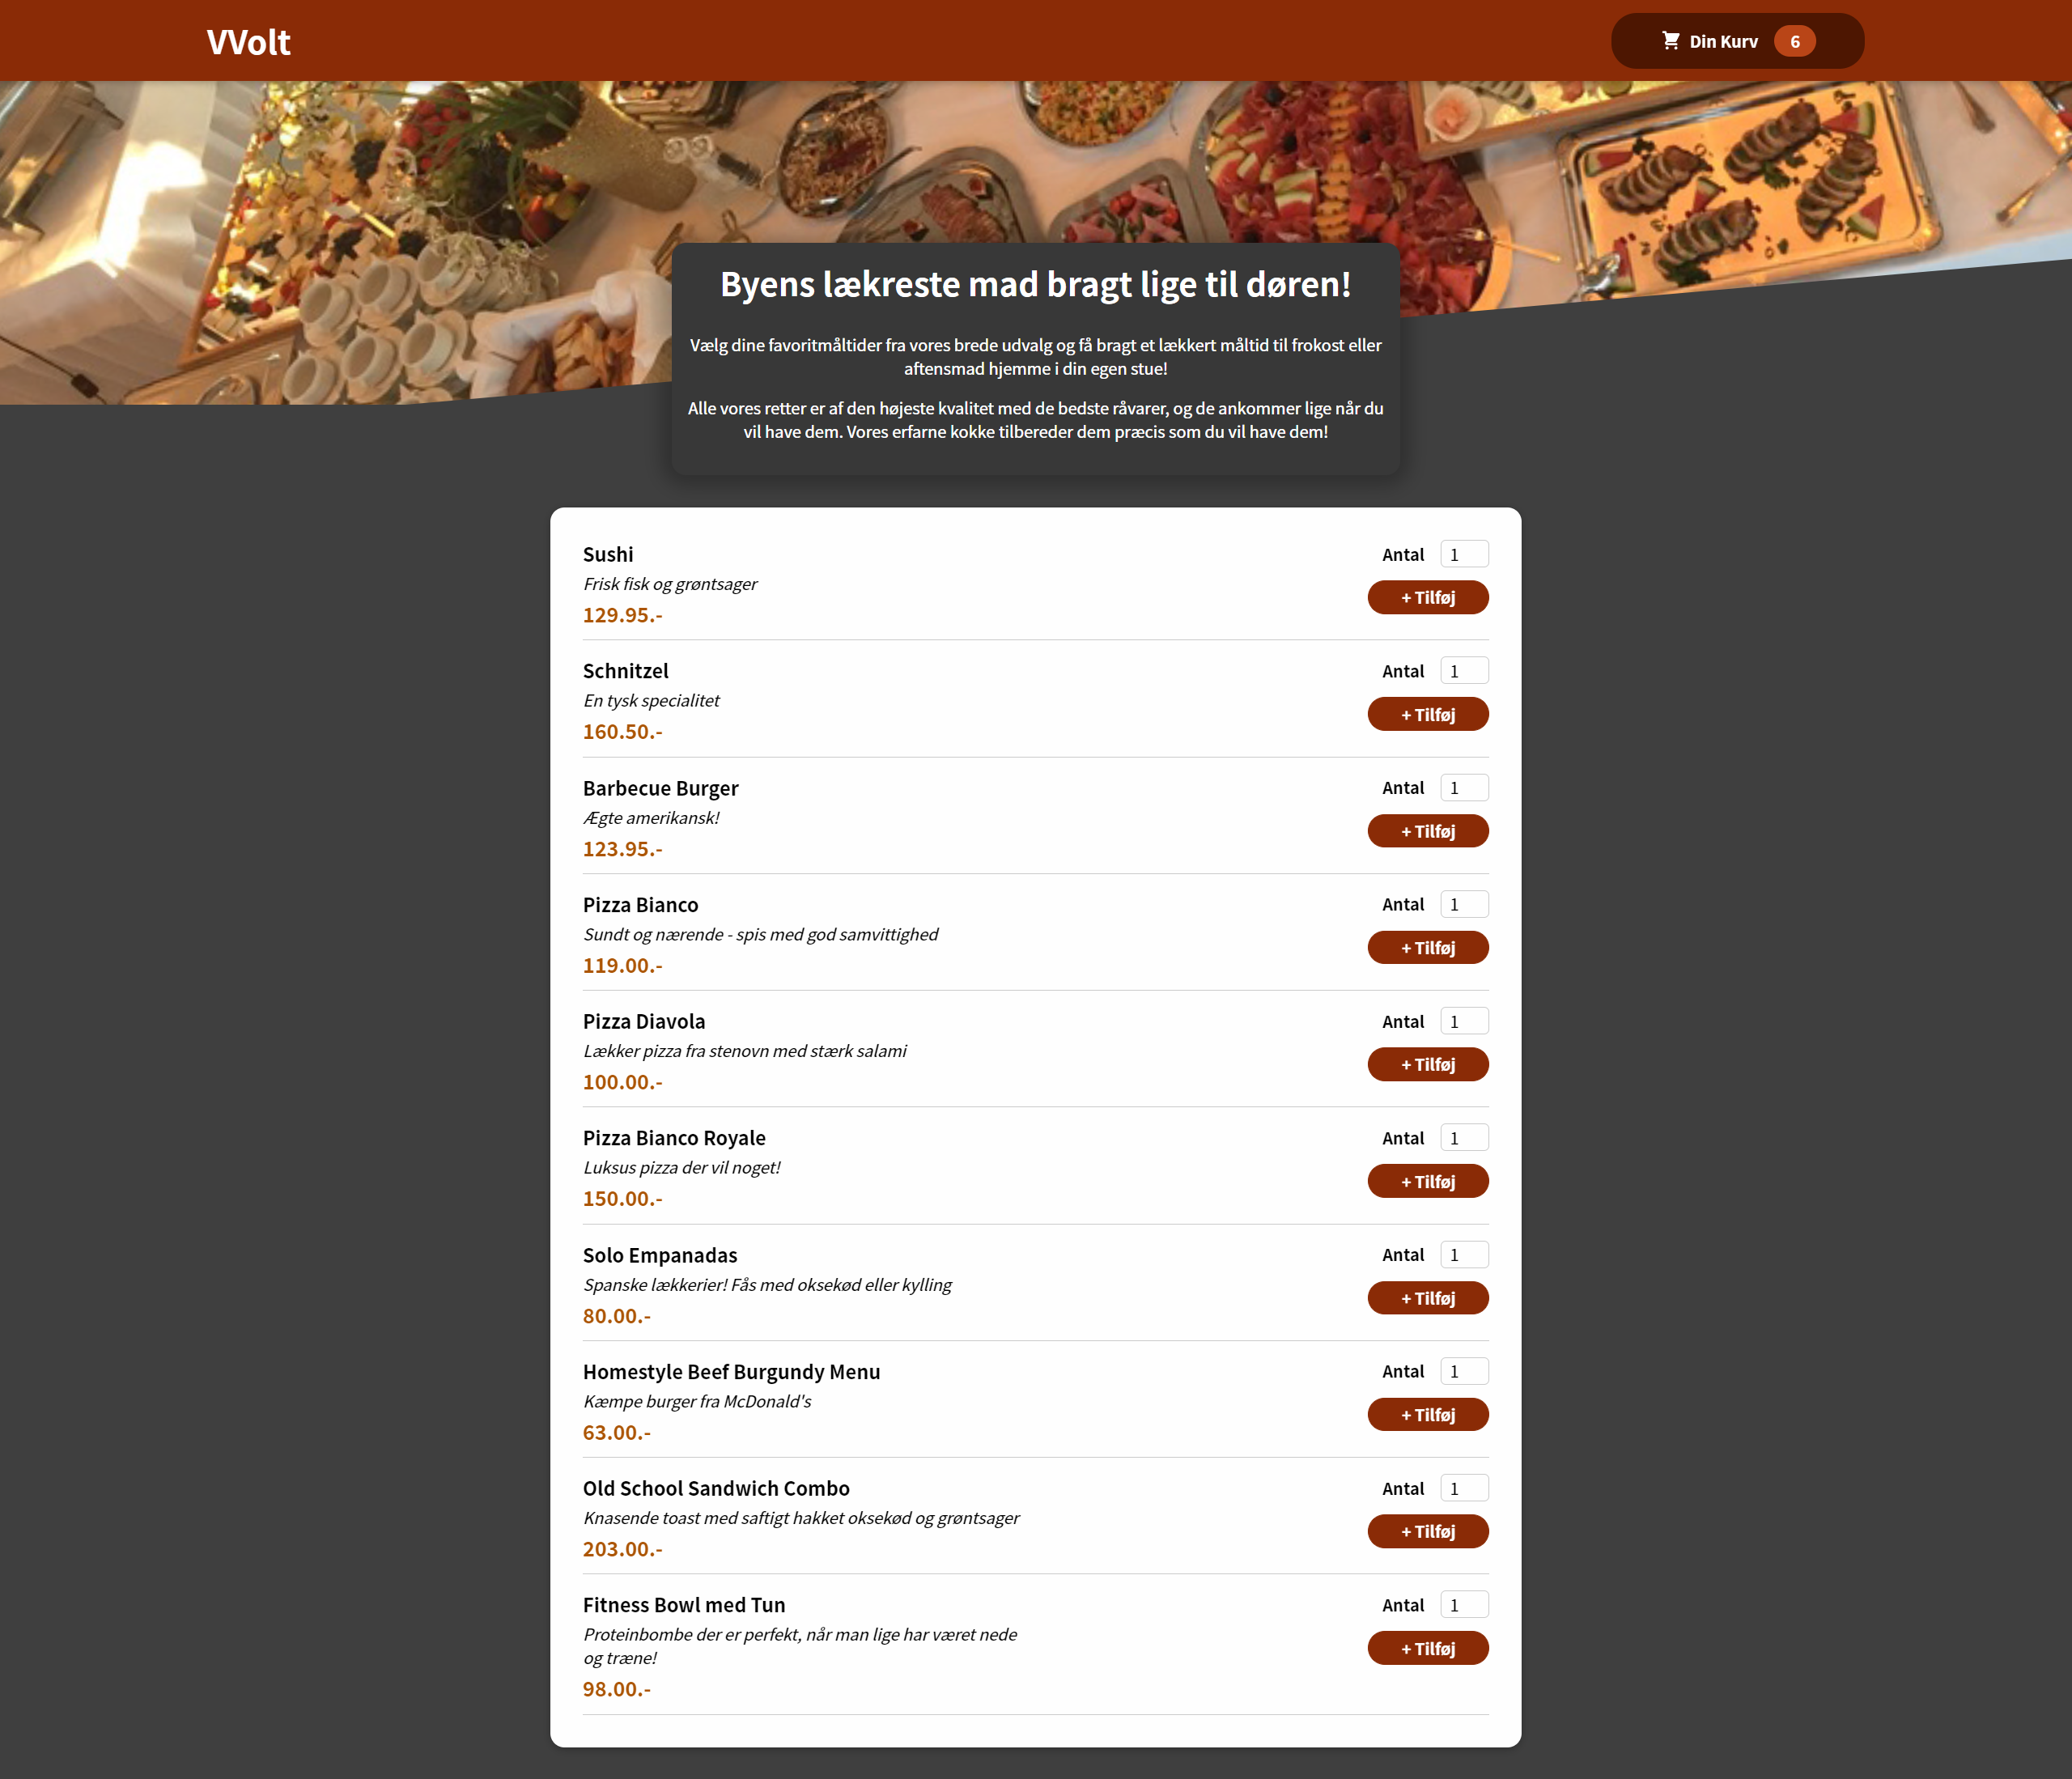 VVolt
Din Kurv 6
Byens lækreste mad bragt lige til døren!
Vælg dine favoritmåltider fra vores brede udvalg og få bragt et lækkert måltid til frokost eller
aftensmad hjemme i din egen stue!
Alle vores retter er af den højeste kvalitet med de bedste råvarer, og de ankommer lige når du
vil have dem. Vores erfarne kokke tilbereder dem præcis som du vil have dem!
Sushi
Frisk fisk og grøntsager
129.95.-
Antal 1
+ Tilføj
Schnitzel
En tysk specialitet
160.50.-
Antal 1
+ Tilføj
Barbecue Burger
Ægte amerikansk!
123.95.-
Antal 1
+ Tilføj
Pizza Bianco
Sundt og nærende - spis med god samvittighed
119.00.-
Antal 1
+ Tilføj
Pizza Diavola
Lækker pizza fra stenovn med stærk salami
100.00.-
Antal 1
+ Tilføj
Pizza Bianco Royale
Luksus pizza der vil noget!
150.00.-
Antal 1
+ Tilføj
Solo Empanadas
Spanske lækkerier! Fås med oksekød eller kylling
80.00.-
Antal 1
+ Tilføj
Homestyle Beef Burgundy Menu
Kæmpe burger fra McDonald's
63.00.-
Antal 1
+ Tilføj
Old School Sandwich Combo
Knasende toast med saftigt hakket oksekød og grøntsager
203.00.-
Antal 1
+ Tilføj
Fitness Bowl med Tun
Proteinbombe der er perfekt, når man lige har været nede
og træne!
98.00.-
Antal 1
+ Tilføj